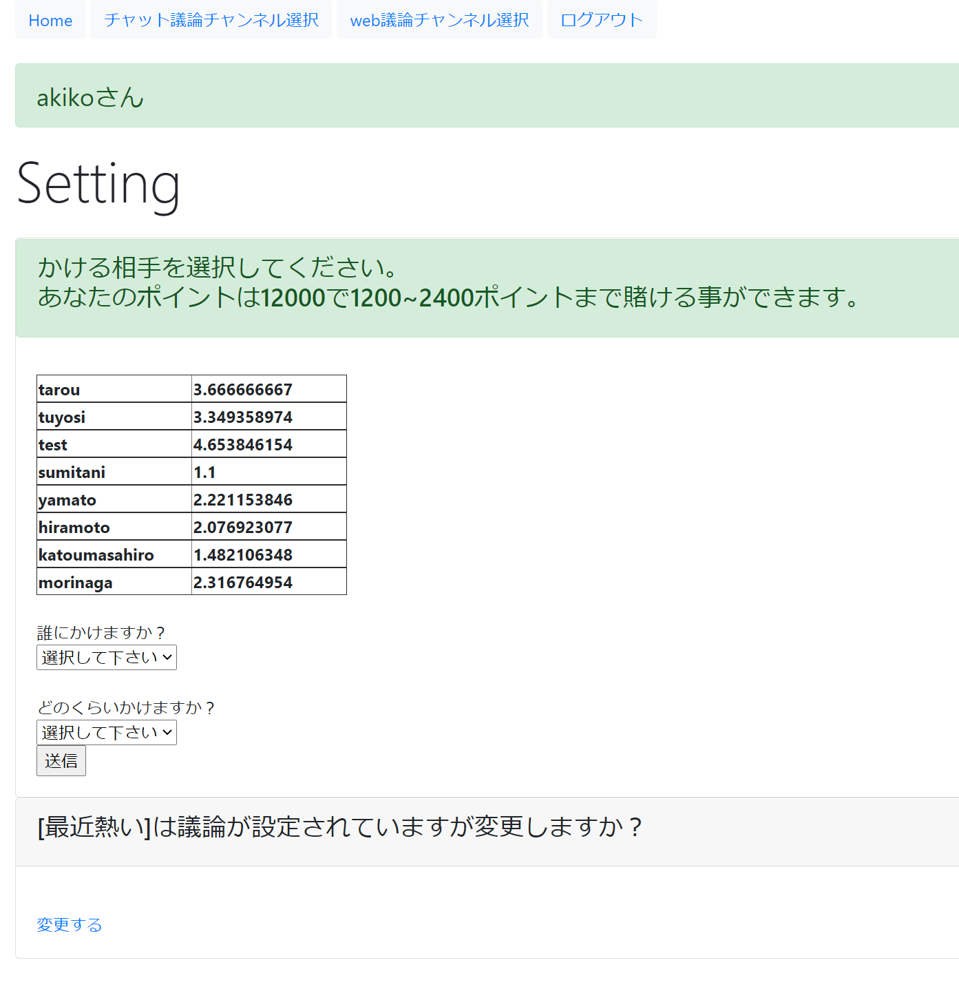 Home チャット議論チャンネル選択 web議論チャンネル選択 ログアウト
akikoさん
Setting
かける相手を選択してください。
あなたのポイントは12000で1200~2400ポイントまで賭ける事ができます。
tarou 3.666666667
tuyosi 3.349358974
test 4.653846154
sumitani 1.1
yamato 2.221153846
hiramoto 2.076923077
katoumasahiro 1.482106348
morinaga 2.316764954
誰にかけますか？
選択して下さい
どのくらいかけますか？
選択して下さい
送信
[最近熱い]は議論が設定されていますが変更しますか？
変更する